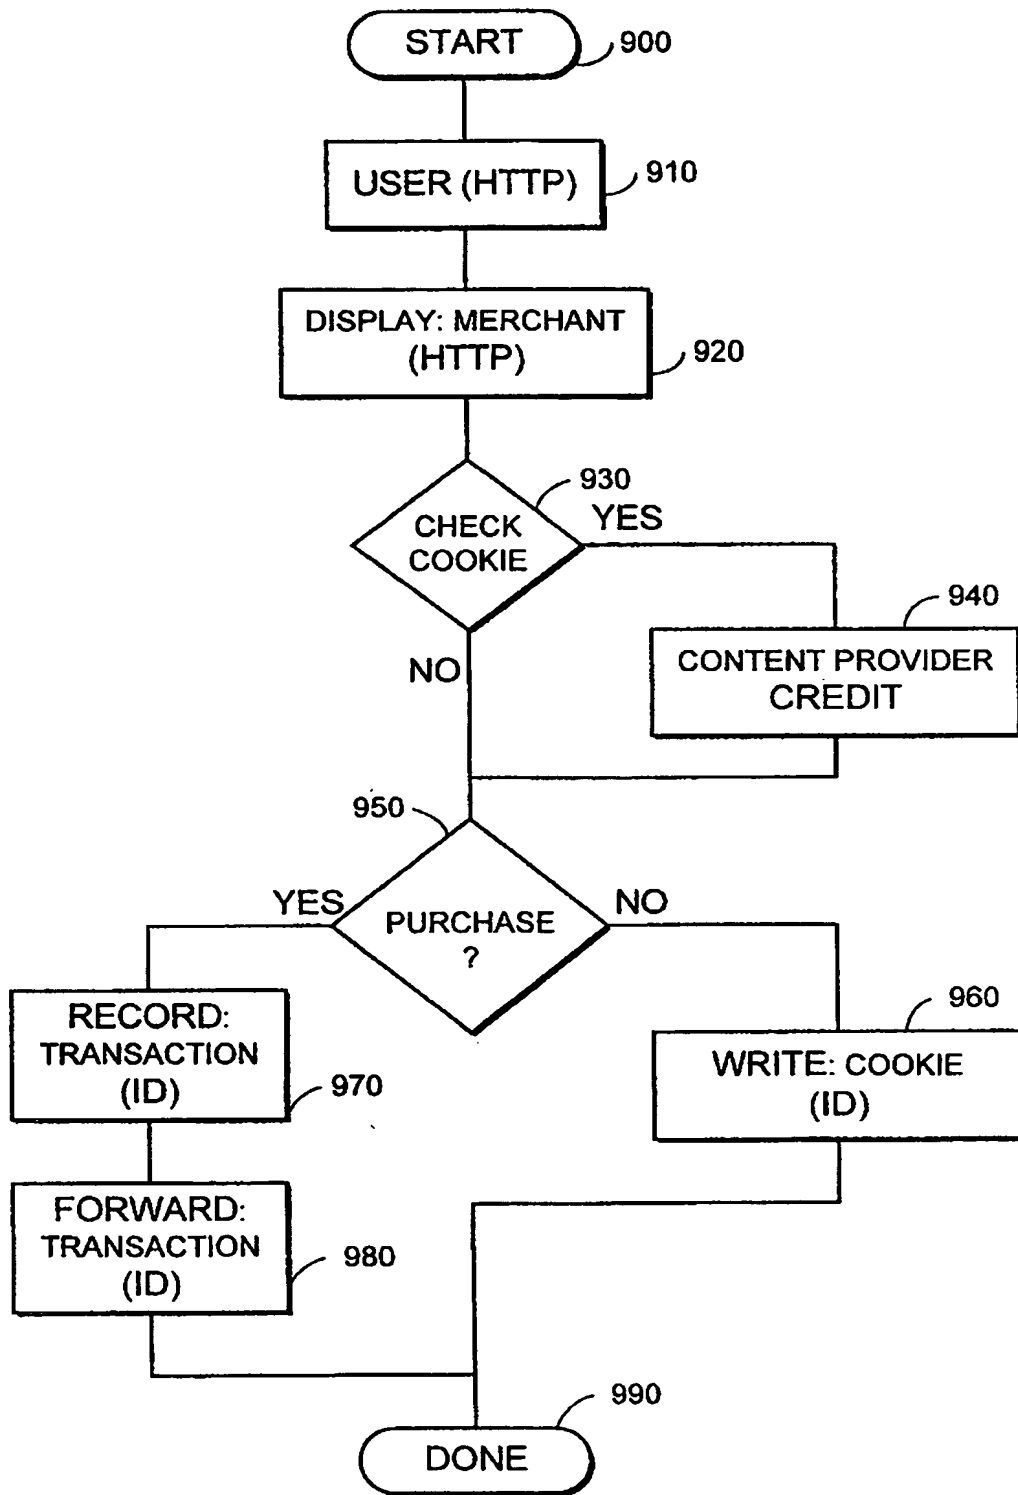 START
900
USER (HTTP)
910
DISPLAY: MERCHANT
(HTTP)
920
930
CHECK
COOKIE
YES
NO
940
CONTENT PROVIDER
CREDIT
950
YES
PURCHASE
?
NO
RECORD:
TRANSACTION
(ID)
970
960
WRITE: COOKIE
(ID)
FORWARD:
TRANSACTION
(ID)
980
990
DONE